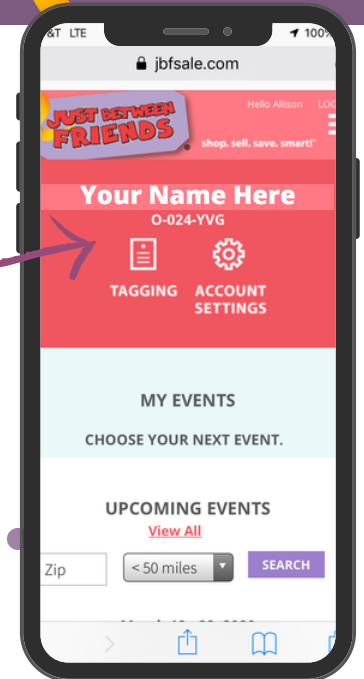 &T LTE
100%
jbfsale.com
Hello Allison
LOG
JUST BETWEEN
FRIENDS
shop. sell. save. smart!™
Your Name Here
O-024-YVG
TAGGING
ACCOUNT
SETTINGS
MY EVENTS
CHOOSE YOUR NEXT EVENT.
UPCOMING EVENTS
View All
Zip
< 50 miles
SEARCH